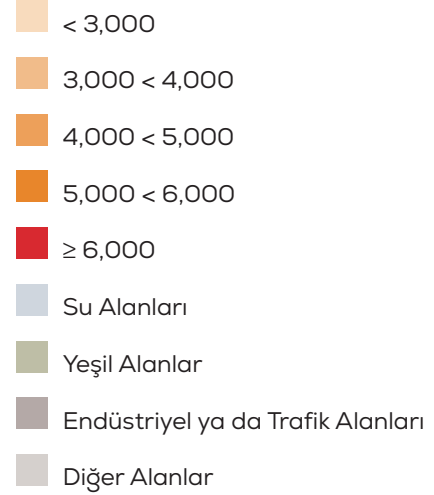 < 3,000
3,000 < 4,000
4,000 < 5,000
5,000 < 6,000
≥ 6,000
Su Alanları
Yeşil Alanlar
Endüstriyel ya da Trafik Alanları
Diğer Alanlar